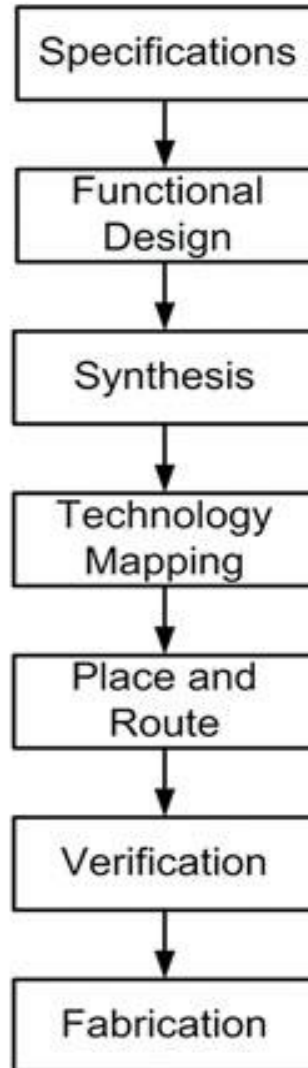 Specifications
Functional
Design
Synthesis
Technology
Mapping
Place and
Route
Verification
Fabrication